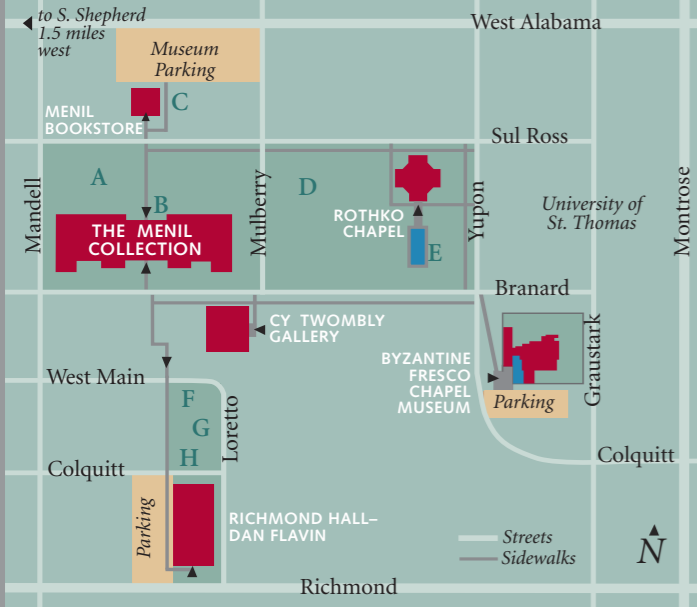 to S. Shepherd
1.5 miles
west
West Alabama
Museum
Parking
C
MENIL
BOOKSTORE
Sul Ross
A
B
D
Mandell
THE MENIL
COLLECTION
Mulberry
ROTHKO
CHAPEL
E
Yupon
University of
St. Thomas
Montrose
Branard
CY TWOMBLY
GALLERY
BYZANTINE
FRESCO
CHAPEL
MUSEUM
Graustark
Parking
West Main
F
G
H
Loretto
Colquitt
Colquitt
Parking
RICHMOND HALL–
DAN FLAVIN
Streets
Sidewalks
N
Richmond